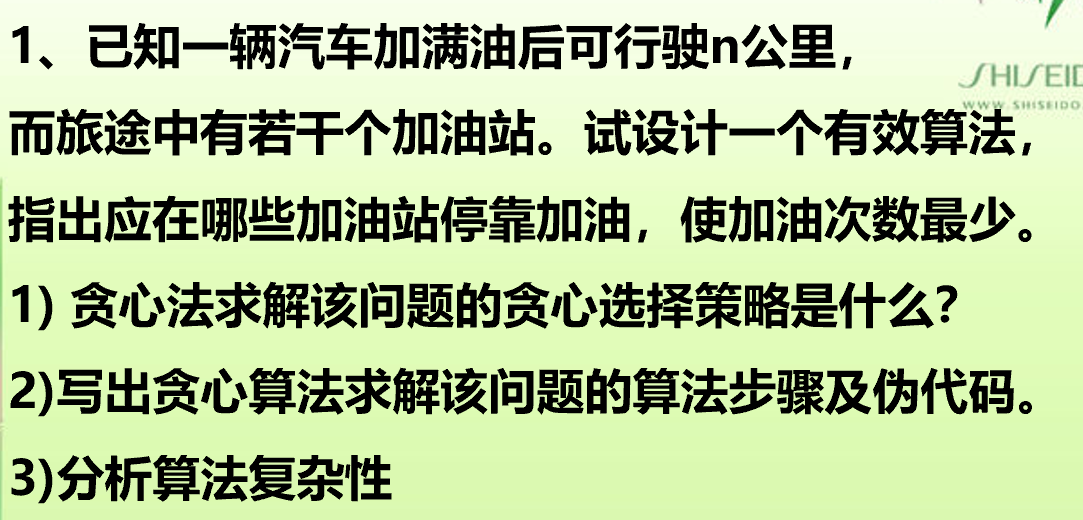 1、已知一辆汽车加满油后可行驶n公里，
而旅途中有若干个加油站。试设计一个有效算法，
指出应在哪些加油站停靠加油，使加油次数最少。
1) 贪心法求解该问题的贪心选择策略是什么？
2)写出贪心算法求解该问题的算法步骤及伪代码。
3)分析算法复杂性
SHISEIDO
WWW.SHISEIDO